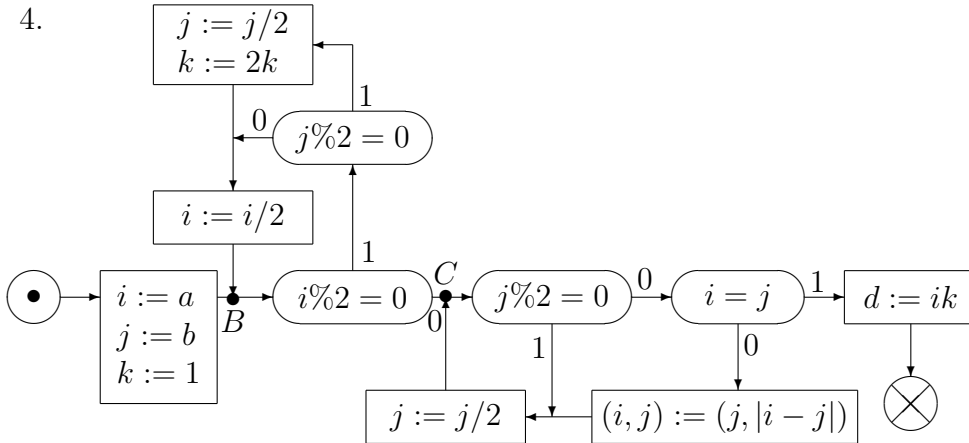 4.
j := j/2
k := 2k
1
0
j%2 = 0
i := i/2
1
i := a
j := b
k := 1
B
i%2 = 0
0
C
j%2 = 0
0
i = j
1
d := ik
1
0
j := j/2
(i, j) := (j, |i − j|)